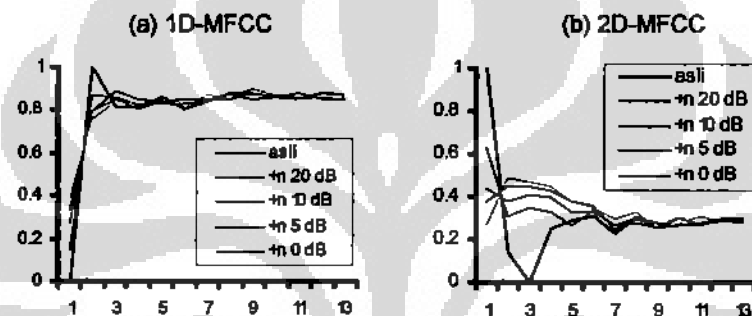 (a) 1D-MFCC
1
0.8
0.6
0.4
0.2
0
1 3 5 7 9 11 13
asli
+n 20 dB
+n 10 dB
+n 5 dB
+n 0 dB
(b) 2D-MFCC
1
0.8
0.6
0.4
0.2
0
1 3 5 7 9 11 13
asli
+n 20 dB
+n 10 dB
+n 5 dB
+n 0 dB